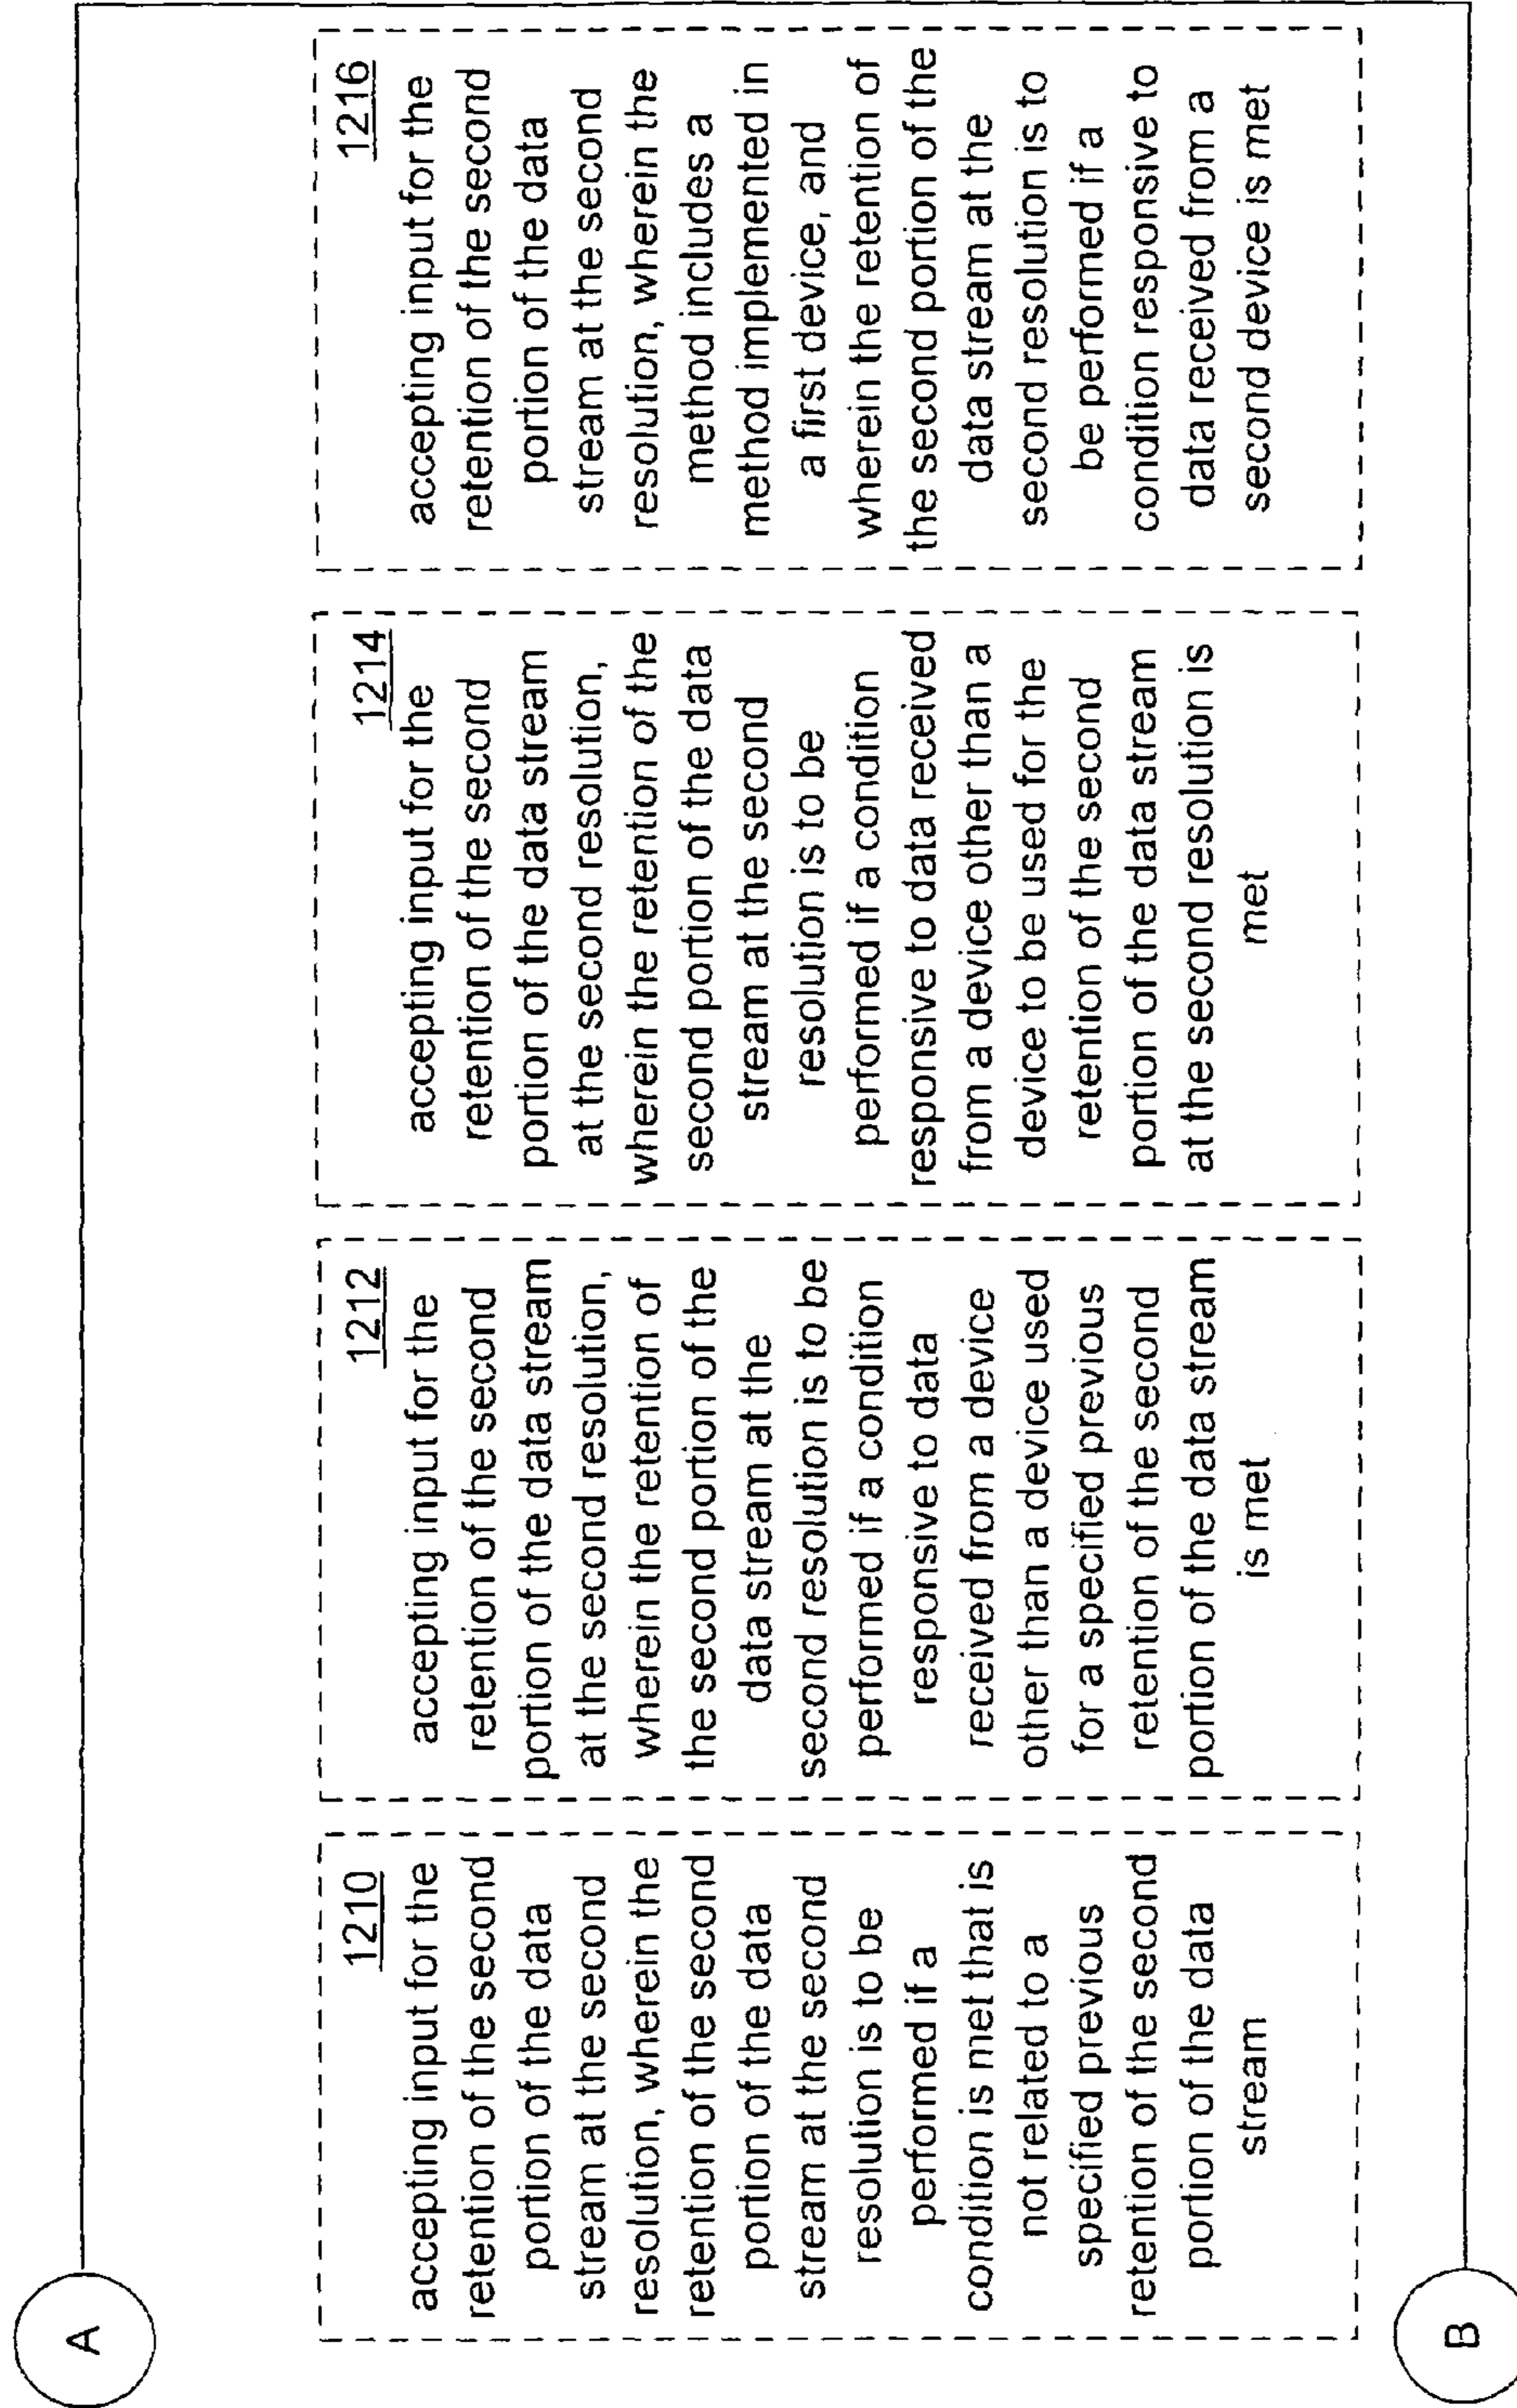 A
1210
accepting input for the
retention of the second
portion of the data
stream at the second
resolution, wherein the
retention of the second
portion of the data
stream at the second
resolution is to be
performed if a
condition is met that is
not related to a
specified previous
retention of the second
portion of the data
stream
1212
accepting input for the
retention of the second
portion of the data stream
at the second resolution,
wherein the retention of
the second portion of the
data stream at the
second resolution is to be
performed if a condition
responsive to data
received from a device
other than a device used
for a specified previous
retention of the second
portion of the data stream
is met
1214
accepting input for the
retention of the second
portion of the data stream
at the second resolution,
wherein the retention of the
second portion of the data
stream at the second
resolution is to be
performed if a condition
responsive to data received
from a device other than a
device to be used for the
retention of the second
portion of the data stream
at the second resolution is
met
1216
accepting input for the
retention of the second
portion of the data
stream at the second
resolution, wherein the
method includes a
method implemented in
a first device, and
wherein the retention of
the second portion of the
data stream at the
second resolution is to
be performed if a
condition responsive to
data received from a
second device is met
B